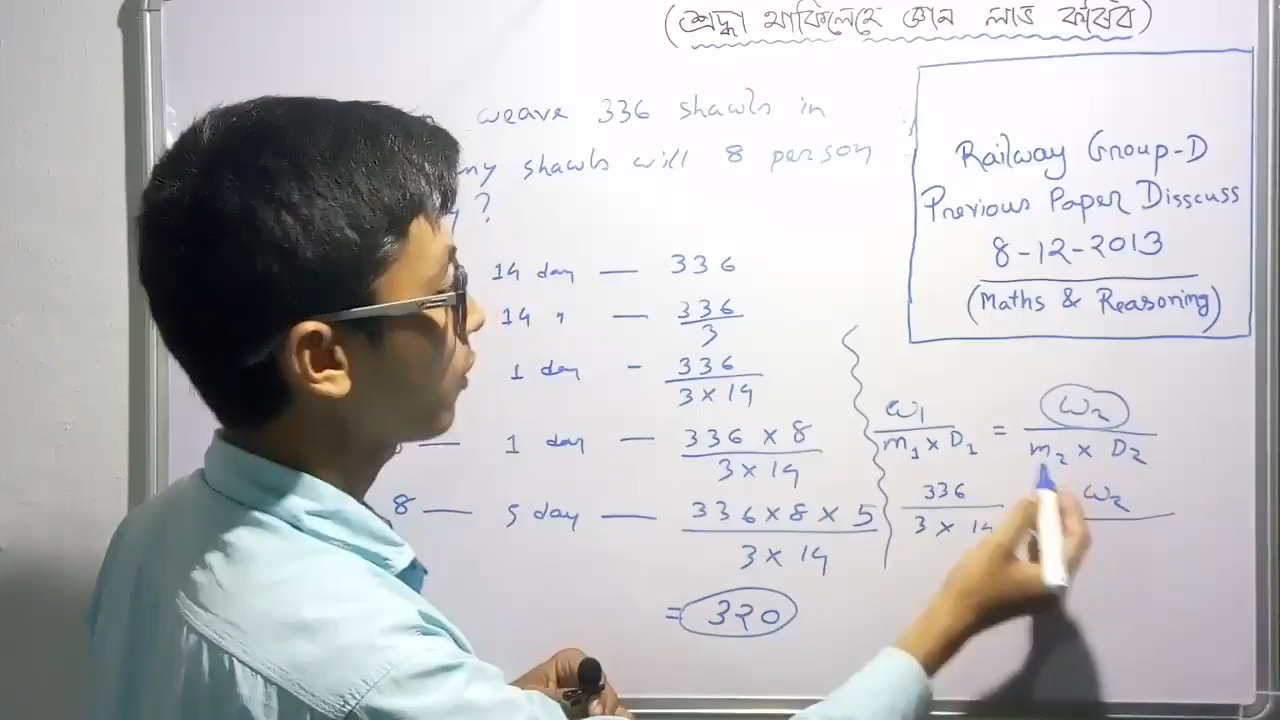 (শ্ৰদ্ধা থাকিলেহে জ্ঞান লাভ কৰিব)
weave 336 shawls in
shawls will 8 person
?
14 day — 336
14 " — 336/3
1 day - 336/(3 × 14)
1 day — (336 × 8)/(3 × 14)
8 — 5 day — (336 × 8 × 5)/(3 × 14)
= 320
Railway Group-D
Previous Paper Disscuss
8-12-2013
(Maths & Reasoning)
W1/(m1 × D1) = W2/(m2 × D2)
336/(3 × 14) W2